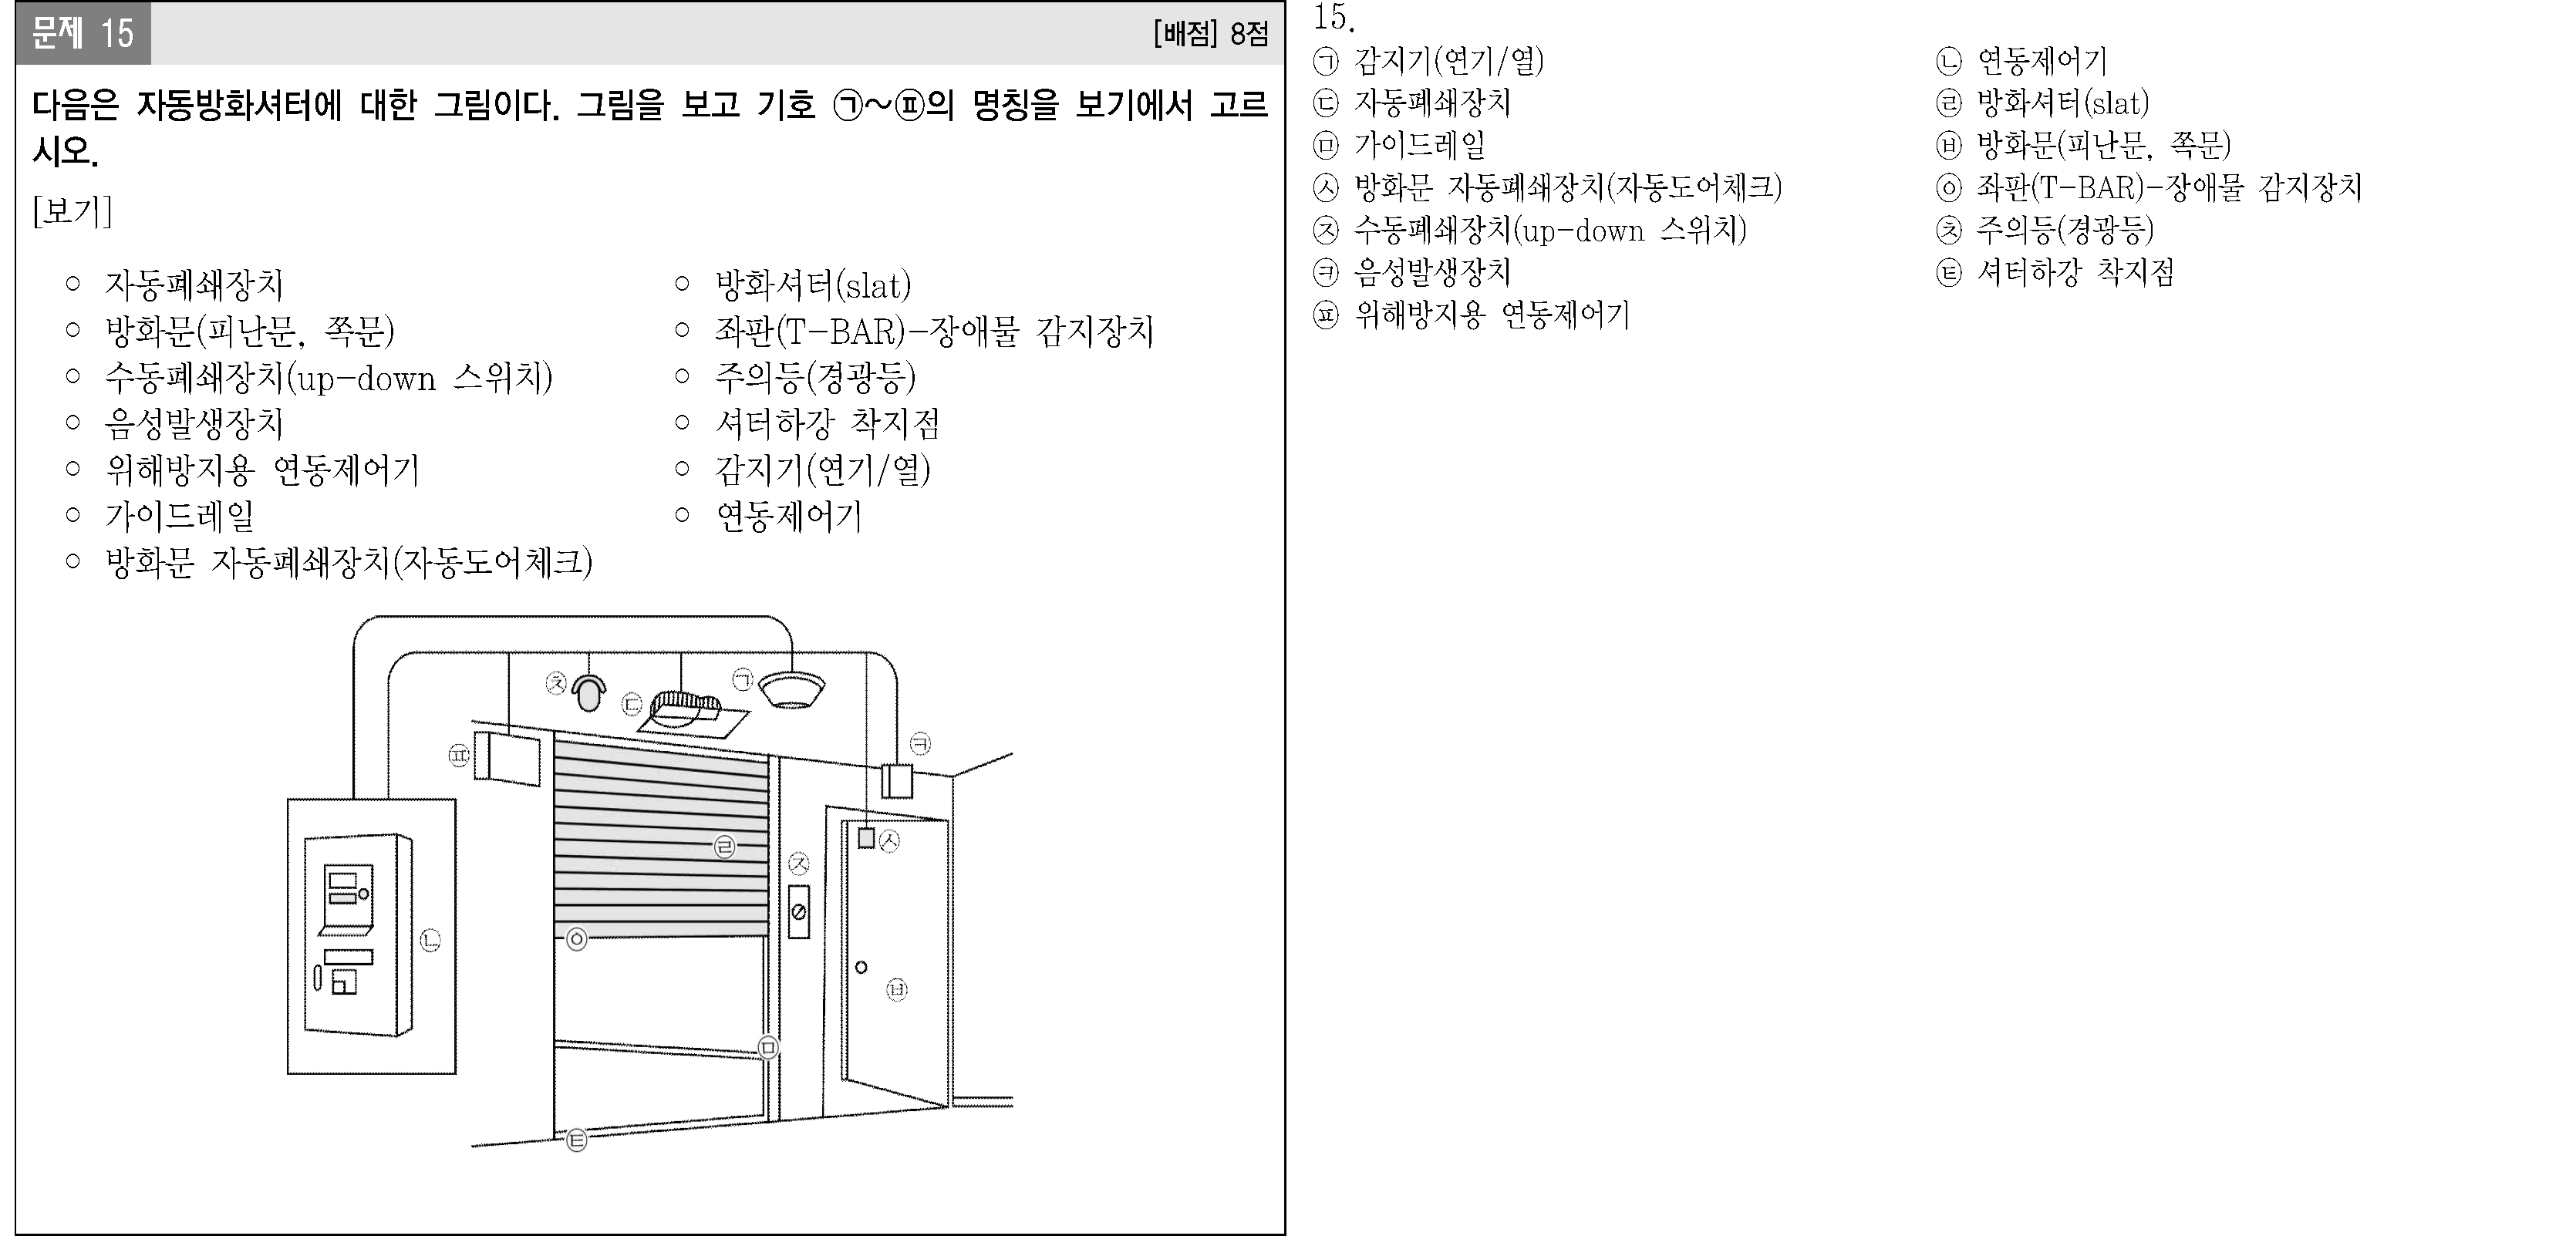 문제 15
[배점] 8점
다음은 자동방화셔터에 대한 그림이다. 그림을 보고 기호 ㉠～㉤의 명칭을 보기에서 고르
시오.
[보기]
○ 자동폐쇄장치
○ 방화셔터(slat)
○ 방화문(피난문, 쪽문)
○ 좌판(T-BAR)-장애물 감지장치
○ 수동폐쇄장치(up-down 스위치)
○ 주의등(경광등)
○ 음성발생장치
○ 셔터하강 착지점
○ 위해방지용 연동제어기
○ 감지기(연기/열)
○ 가이드레일
○ 연동제어기
○ 방화문 자동폐쇄장치(자동도어체크)
㉠
㉩
㉢
㉬
㉪
㉣
㉦
㉨
㉡
㉧
㉥
㉤
㉫
15.
㉠ 감지기(연기/열)
㉡ 연동제어기
㉢ 자동폐쇄장치
㉣ 방화셔터(slat)
㉤ 가이드레일
㉥ 방화문(피난문, 쪽문)
㉦ 방화문 자동폐쇄장치(자동도어체크)
㉧ 좌판(T-BAR)-장애물 감지장치
㉨ 수동폐쇄장치(up-down 스위치)
㉩ 주의등(경광등)
㉪ 음성발생장치
㉫ 셔터하강 착지점
㉬ 위해방지용 연동제어기